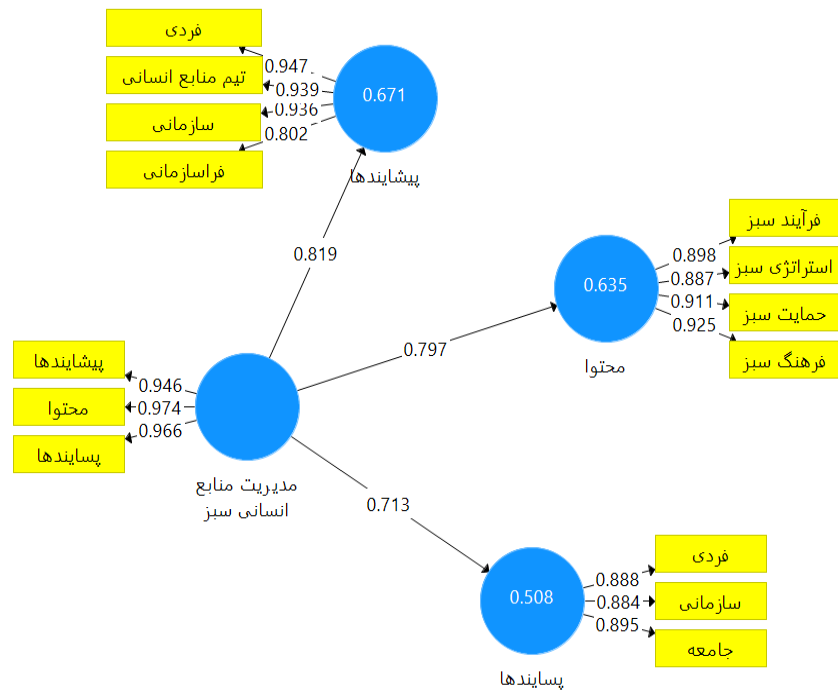 فردی
تیم منابع انسانی
سازمانی
فراسازمانی
0.947
0.939
0.936
0.802
0.671
پیشایندها
0.819
فرآیند سبز
استراتژی سبز
حمایت سبز
فرهنگ سبز
0.898
0.887
0.911
0.925
0.635
محتوا
0.797
پیشایندها
محتوا
پسایندها
0.946
0.974
0.966
مدیریت منابع
انسانی سبز
0.713
0.508
پسایندها
0.888
0.884
0.895
فردی
سازمانی
جامعه